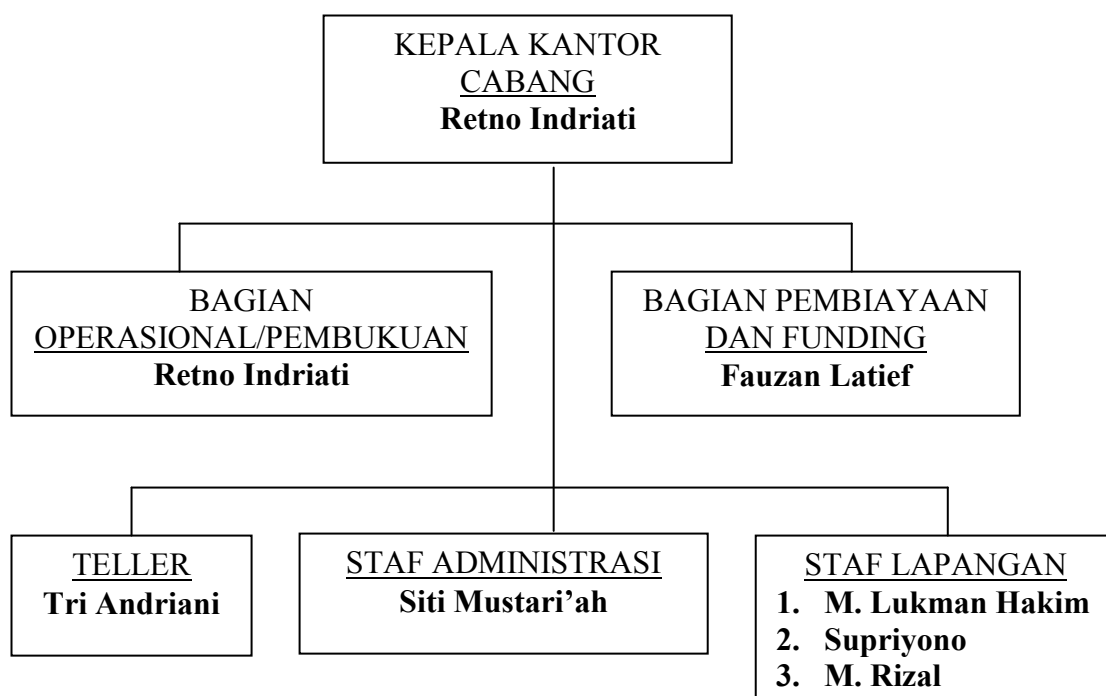 KEPALA KANTOR
CABANG
Retno Indriati
BAGIAN
OPERASIONAL/PEMBUKUAN
Retno Indriati
BAGIAN PEMBIAYAAN
DAN FUNDING
Fauzan Latief
TELLER
Tri Andriani
STAF ADMINISTRASI
Siti Mustari’ah
STAF LAPANGAN
1. M. Lukman Hakim
2. Supriyono
3. M. Rizal